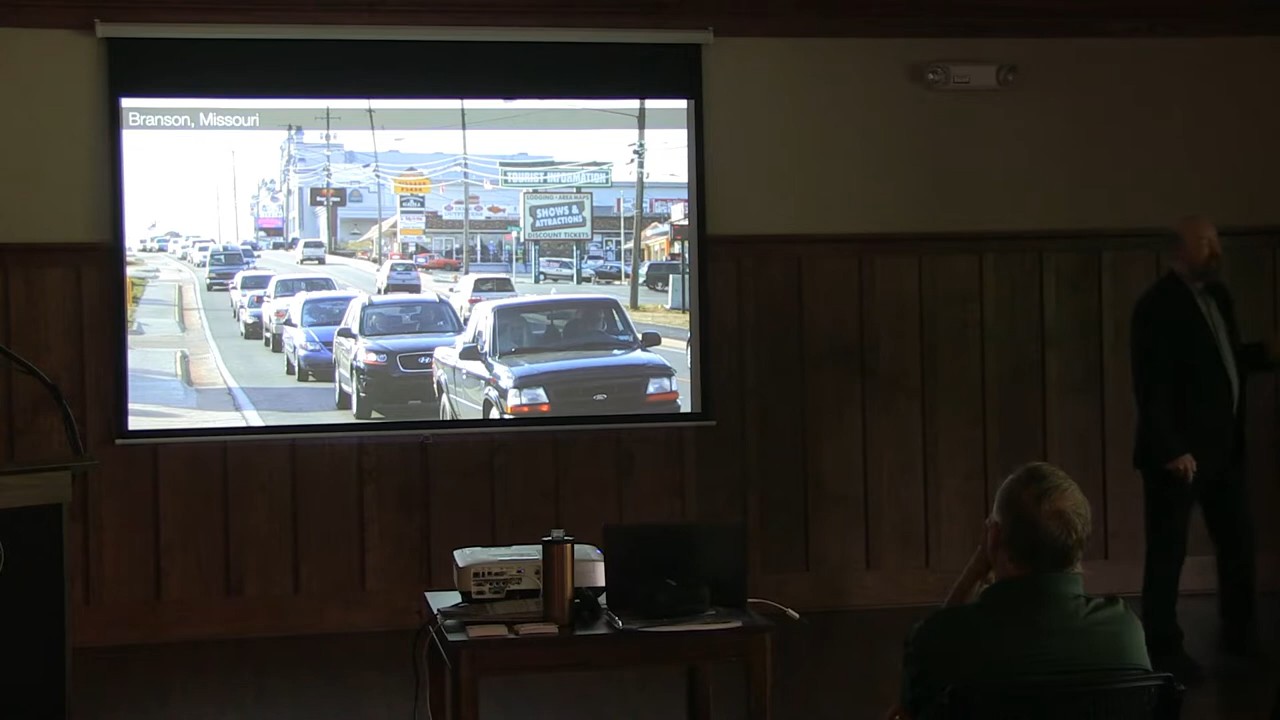 Branson, Missouri
TOURIST INFORMATION
LODGING / AREA MAPS
SHOWS &
ATTRACTIONS
DISCOUNT TICKETS